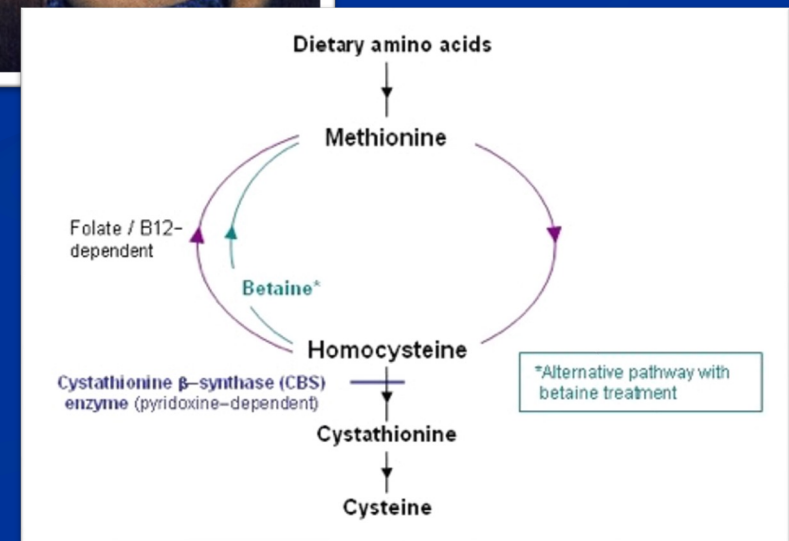 Dietary amino acids
Methionine
Folate / B12-
dependent
Betaine*
Homocysteine
Cystathionine β-synthase (CBS)
enzyme (pyridoxine-dependent)
*Alternative pathway with
betaine treatment
Cystathionine
Cysteine